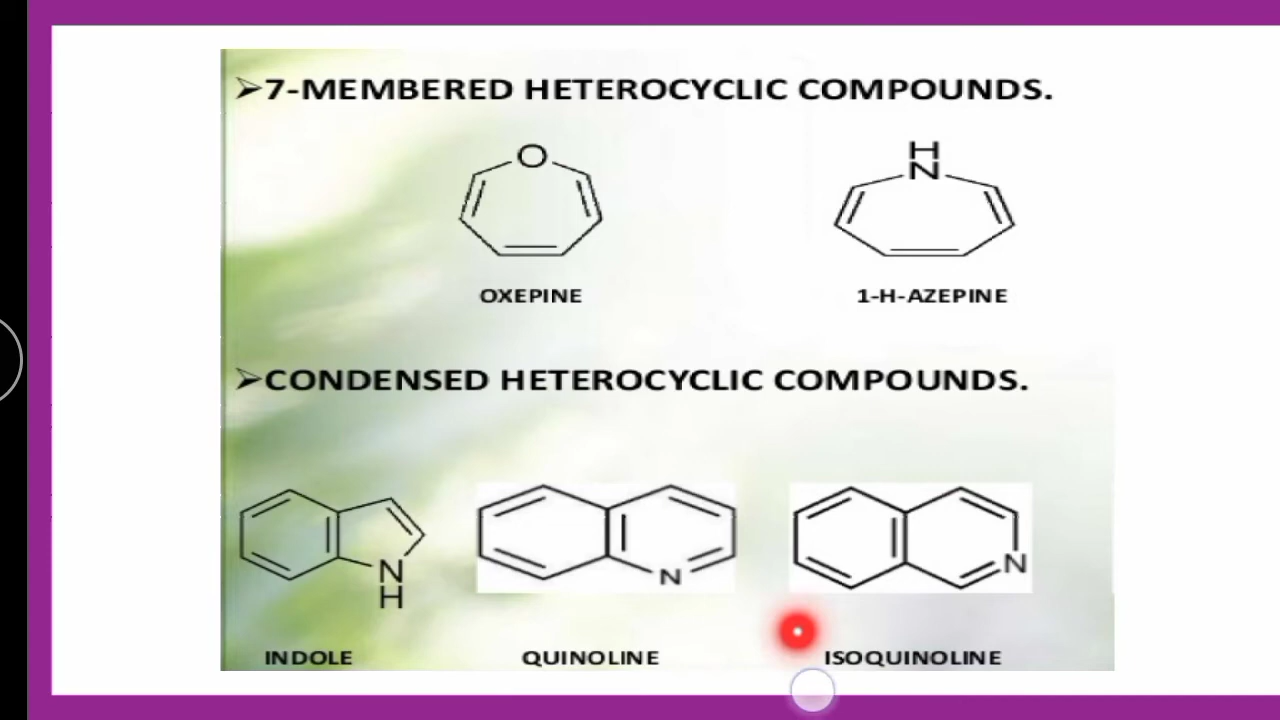 ➢7-MEMBERED HETEROCYCLIC COMPOUNDS.
O
H
N
OXEPINE 1-H-AZEPINE
➢CONDENSED HETEROCYCLIC COMPOUNDS.
N
H
N
N
INDOLE QUINOLINE ISOQUINOLINE